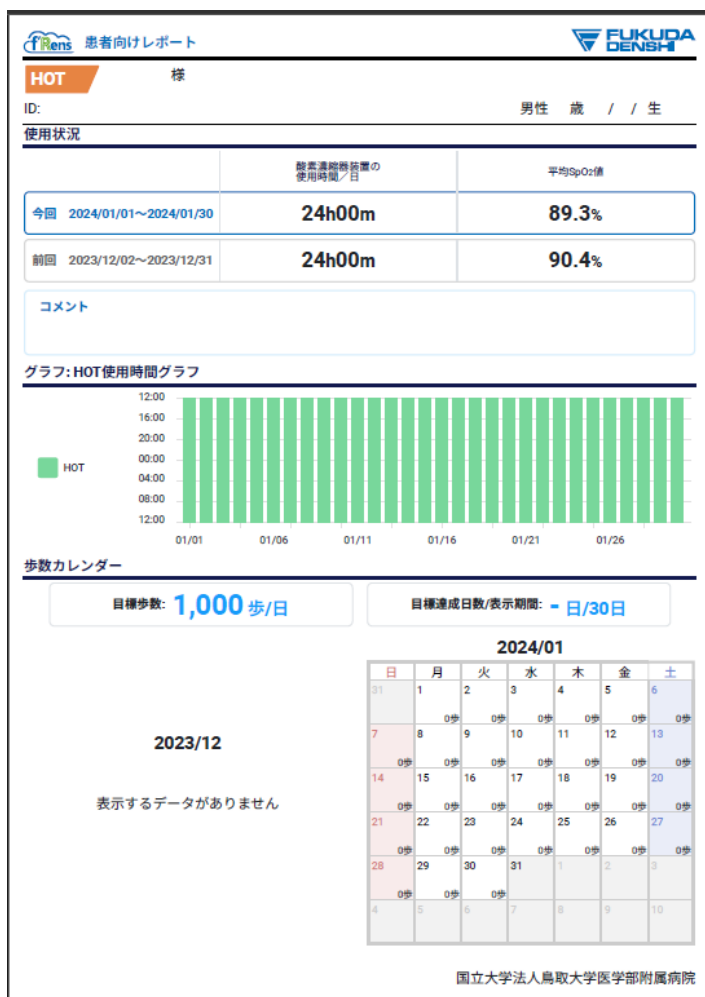 fRens 患者向けレポート FUKUDA DENSHI
HOT 様
ID: 男性 歳 / / 生
使用状況
酸素濃縮器装置の
使用時間／日 平均SpO2値
今回 2024/01/01～2024/01/30 24h00m 89.3%
前回 2023/12/02～2023/12/31 24h00m 90.4%
コメント
グラフ: HOT使用時間グラフ
12:00
16:00
20:00
00:00
HOT
04:00
08:00
12:00
01/01 01/06 01/11 01/16 01/21 01/26
歩数カレンダー
目標歩数: 1,000 歩/日 目標達成日数/表示期間: - 日/30日
2023/12
表示するデータがありません
2024/01
日 月 火 水 木 金 土
31 1 2 3 4 5 6
0歩 0歩 0歩 0歩 0歩 0歩
7 8 9 10 11 12 13
0歩 0歩 0歩 0歩 0歩 0歩 0歩
14 15 16 17 18 19 20
0歩 0歩 0歩 0歩 0歩 0歩 0歩
21 22 23 24 25 26 27
0歩 0歩 0歩 0歩 0歩 0歩 0歩
28 29 30 31 1 2 3
0歩 0歩 0歩
4 5 6 7 8 9 10
国立大学法人鳥取大学医学部附属病院